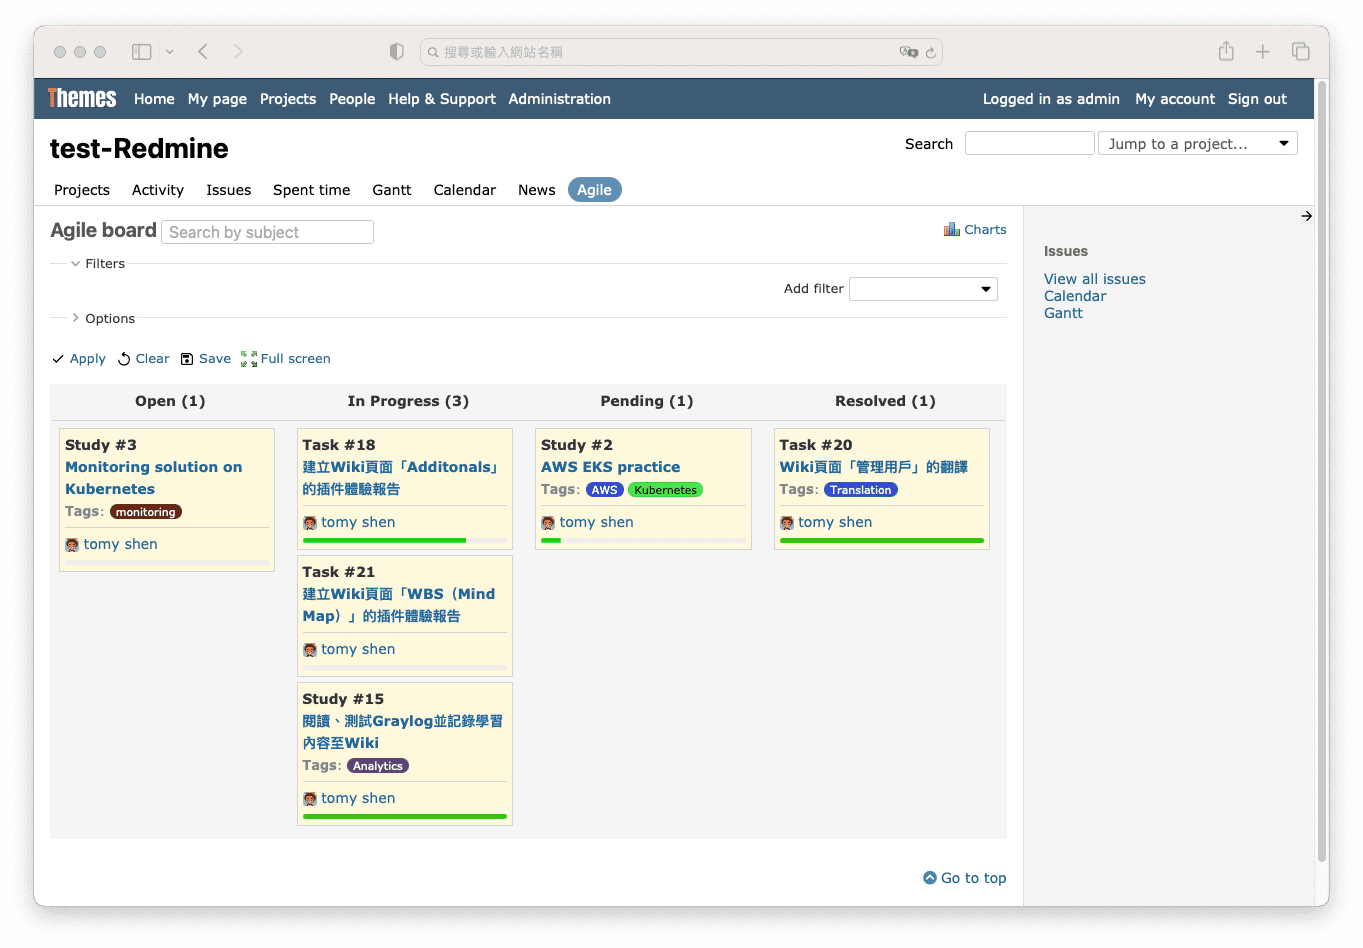 搜尋或輸入網站名稱
Themes Home My page Projects People Help & Support Administration Logged in as admin My account Sign out
test-Redmine
Search Jump to a project...
Projects Activity Issues Spent time Gantt Calendar News Agile
Agile board Search by subject Charts
Filters
Add filter
Options
Apply Clear Save Full screen
Issues
View all issues
Calendar
Gantt
Open (1) In Progress (3) Pending (1) Resolved (1)
Study #3
Monitoring solution on
Kubernetes
Tags: monitoring
tomy shen
Task #18
建立Wiki頁面「Additonals」
的插件體驗報告
tomy shen
Task #21
建立Wiki頁面「WBS（Mind
Map）」的插件體驗報告
tomy shen
Study #15
閱讀、測試Graylog並記錄學習
內容至Wiki
Tags: Analytics
tomy shen
Study #2
AWS EKS practice
Tags: AWS Kubernetes
tomy shen
Task #20
Wiki頁面「管理用戶」的翻譯
Tags: Translation
tomy shen
Go to top